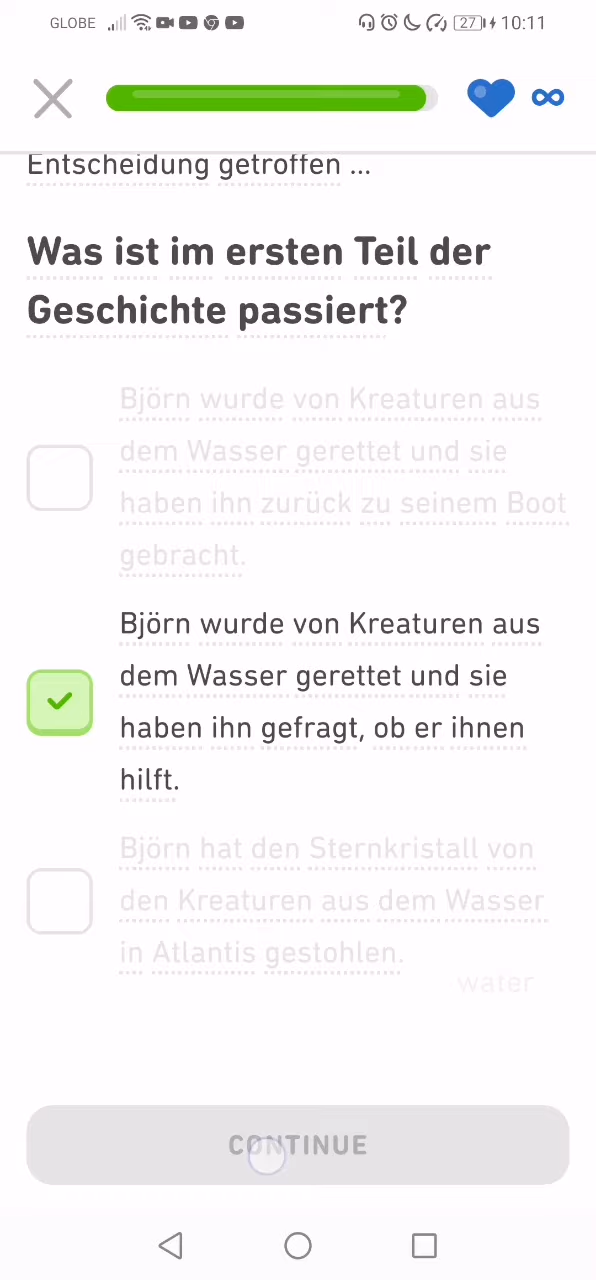 GLOBE 27 10:11
Entscheidung getroffen ...
Was ist im ersten Teil der
Geschichte passiert?
Björn wurde von Kreaturen aus
dem Wasser gerettet und sie
haben ihn zurück zu seinem Boot
gebracht.
Björn wurde von Kreaturen aus
dem Wasser gerettet und sie
haben ihn gefragt, ob er ihnen
hilft.
Björn hat den Sternkristall von
den Kreaturen aus dem Wasser
in Atlantis gestohlen.
water
CONTINUE